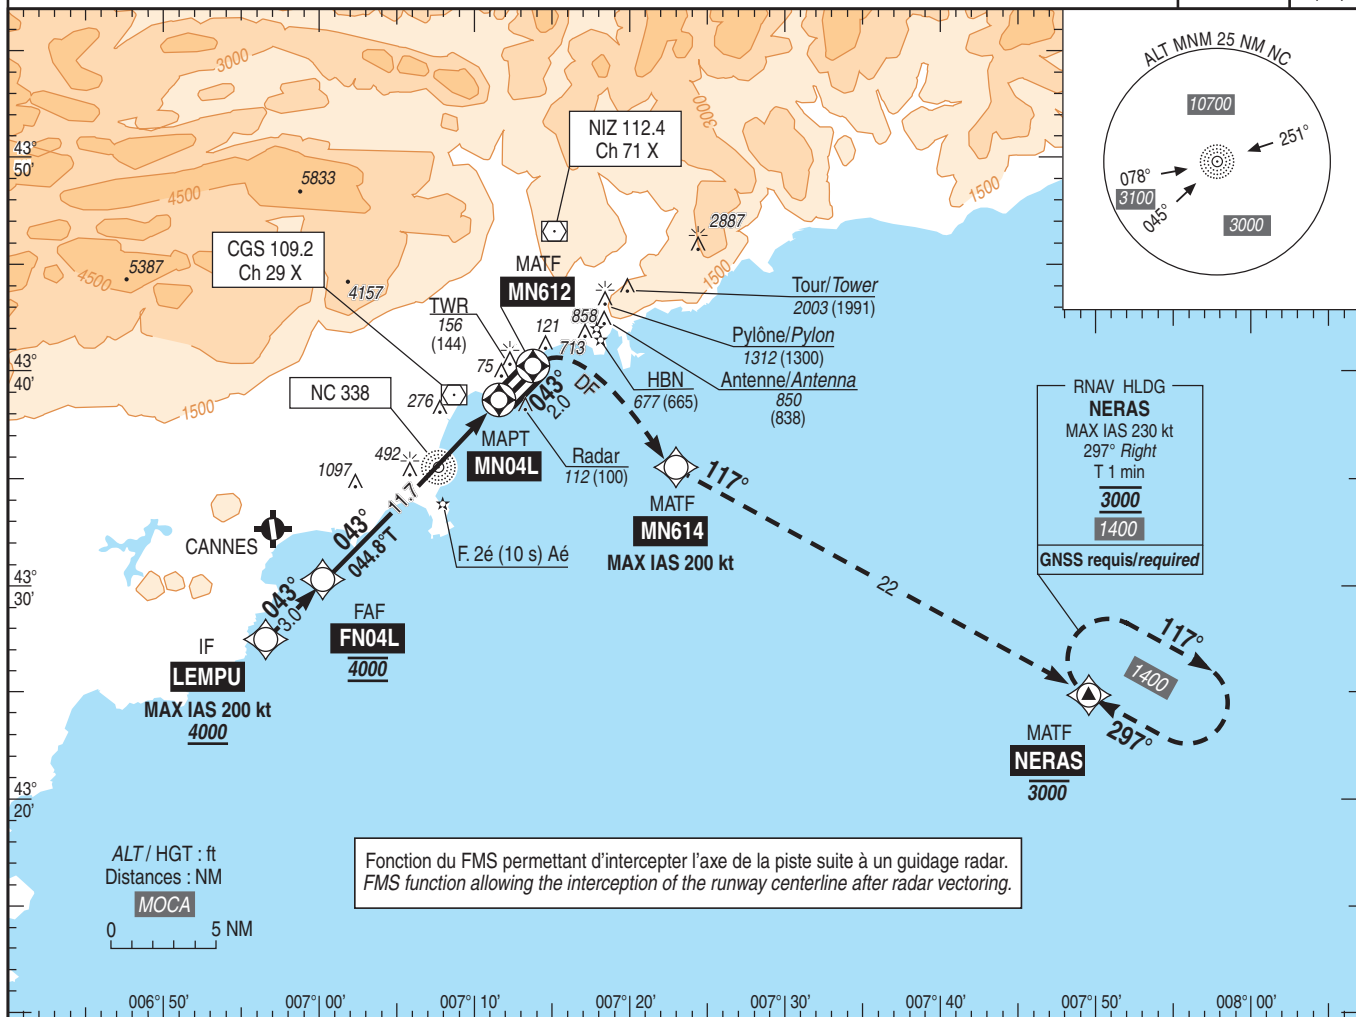 ALT MNM 25 NM NC
10700
251°
078°
3100
045°
3000
3000
3000
1500
43°
50'
NIZ 112.4
Ch 71 X
5833
4500
CGS 109.2
Ch 29 X
2887
5387
4500
4157
1500
MATF
MN612
TWR
156
(144)
121
858
713
75
Tour/Tower
2003 (1991)
Pylône/Pylon
1312 (1300)
Antenne/Antenna
850
(838)
HBN
677 (665)
43°
40'
NC 338
1500
276
043°
2.0
DF
RNAV HLDG
NERAS
MAX IAS 230 kt
297° Right
T 1 min
3000
1400
GNSS requis/required
MAPT
MN04L
492
1097
Radar
112 (100)
117°
MATF
MN614
MAX IAS 200 kt
11.7
CANNES
043°
044.8°T
F. 2é (10 s) Aé
43°
30'
043°
3.0
22
FAF
FN04L
4000
IF
LEMPU
MAX IAS 200 kt
4000
117°
1400
297°
MATF
NERAS
3000
43°
20'
ALT / HGT : ft
Distances : NM
MOCA
0 5 NM
Fonction du FMS permettant d'intercepter l'axe de la piste suite à un guidage radar.
FMS function allowing the interception of the runway centerline after radar vectoring.
006° 50' 007° 00' 007° 10' 007° 20' 007° 30' 007° 40' 007° 50' 008° 00'